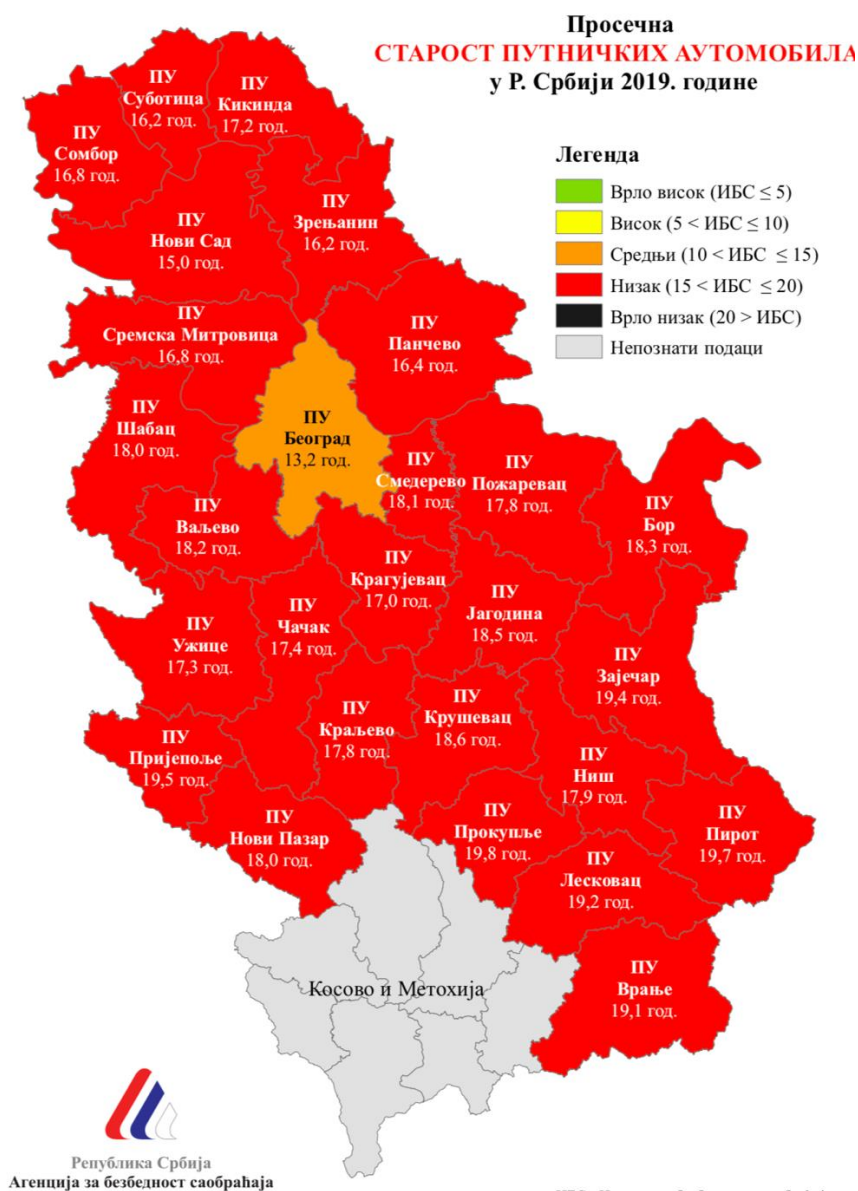 Просечна
СТАРОСТ ПУТНИЧКИХ АУТОМОБИЛА
у Р. Србији 2019. године
Легенда
Врло висок (ИБС ≤ 5)
Висок (5 < ИБС ≤ 10)
Средњи (10 < ИБС ≤ 15)
Низак (15 < ИБС ≤ 20)
Врло низак (20 > ИБС)
Непознати подаци
ПУ
Суботица
16,2 год.
ПУ
Кикинда
17,2 год.
ПУ
Сомбор
16,8 год.
ПУ
Нови Сад
15,0 год.
ПУ
Зрењанин
16,2 год.
ПУ
Сремска Митровица
16,8 год.
ПУ
Панчево
16,4 год.
ПУ
Шабац
18,0 год.
ПУ
Београд
13,2 год.
ПУ
Смедерево
18,1 год.
ПУ
Пожаревац
17,8 год.
ПУ
Бор
18,3 год.
ПУ
Ваљево
18,2 год.
ПУ
Крагујевац
17,0 год.
ПУ
Јагодина
18,5 год.
ПУ
Ужице
17,3 год.
ПУ
Чачак
17,4 год.
ПУ
Зајечар
19,4 год.
ПУ
Пријепоље
19,5 год.
ПУ
Краљево
17,8 год.
ПУ
Крушевац
18,6 год.
ПУ
Ниш
17,9 год.
ПУ
Нови Пазар
18,0 год.
ПУ
Прокупље
19,8 год.
ПУ
Пирот
19,7 год.
ПУ
Лесковац
19,2 год.
Косово и Метохија
ПУ
Врање
19,1 год.
Република Србија
Агенција за безбедност саобраћаја